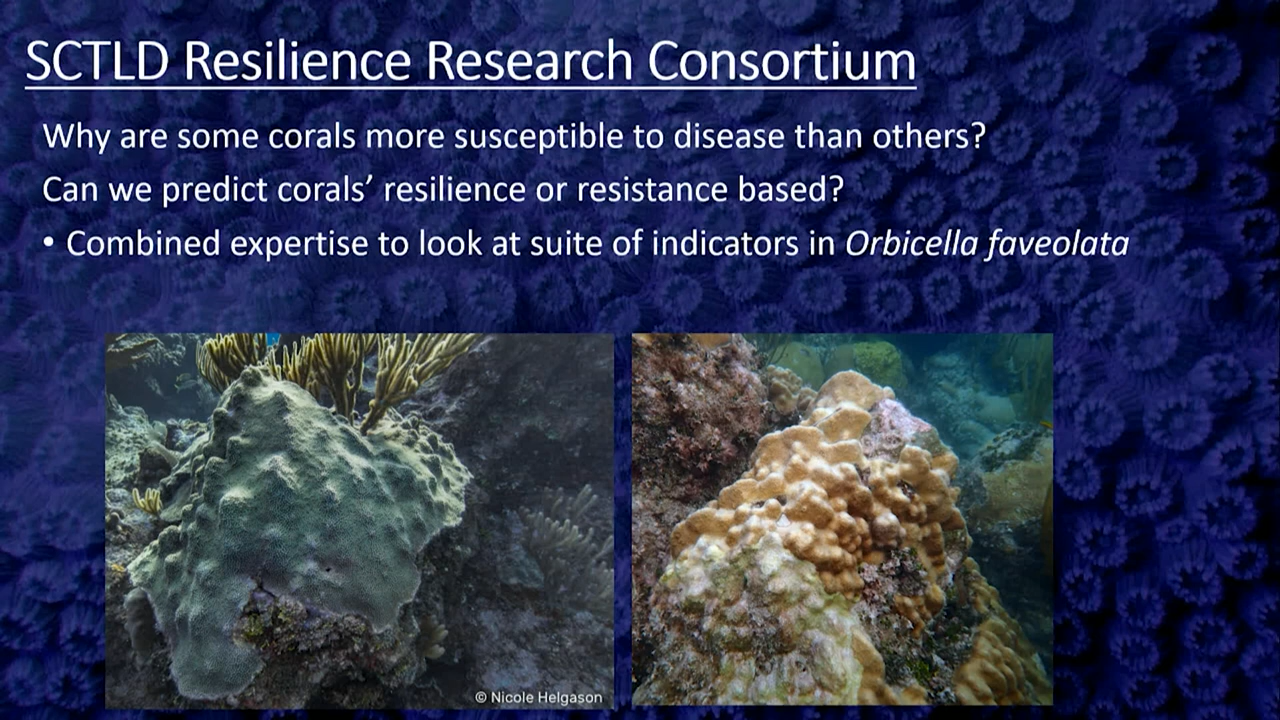 SCTLD Resilience Research Consortium
Why are some corals more susceptible to disease than others?
Can we predict corals’ resilience or resistance based?
• Combined expertise to look at suite of indicators in Orbicella faveolata
© Nicole Helgason